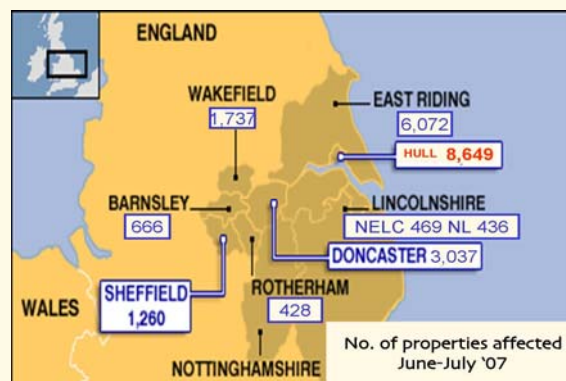 ENGLAND
WAKEFIELD
1,737
EAST RIDING
6,072
HULL 8,649
BARNSLEY
666
LINCOLNSHIRE
NELC 469 NL 436
DONCASTER 3,037
SHEFFIELD
1,260
ROTHERHAM
428
WALES
NOTTINGHAMSHIRE
No. of properties affected
June-July ‘07